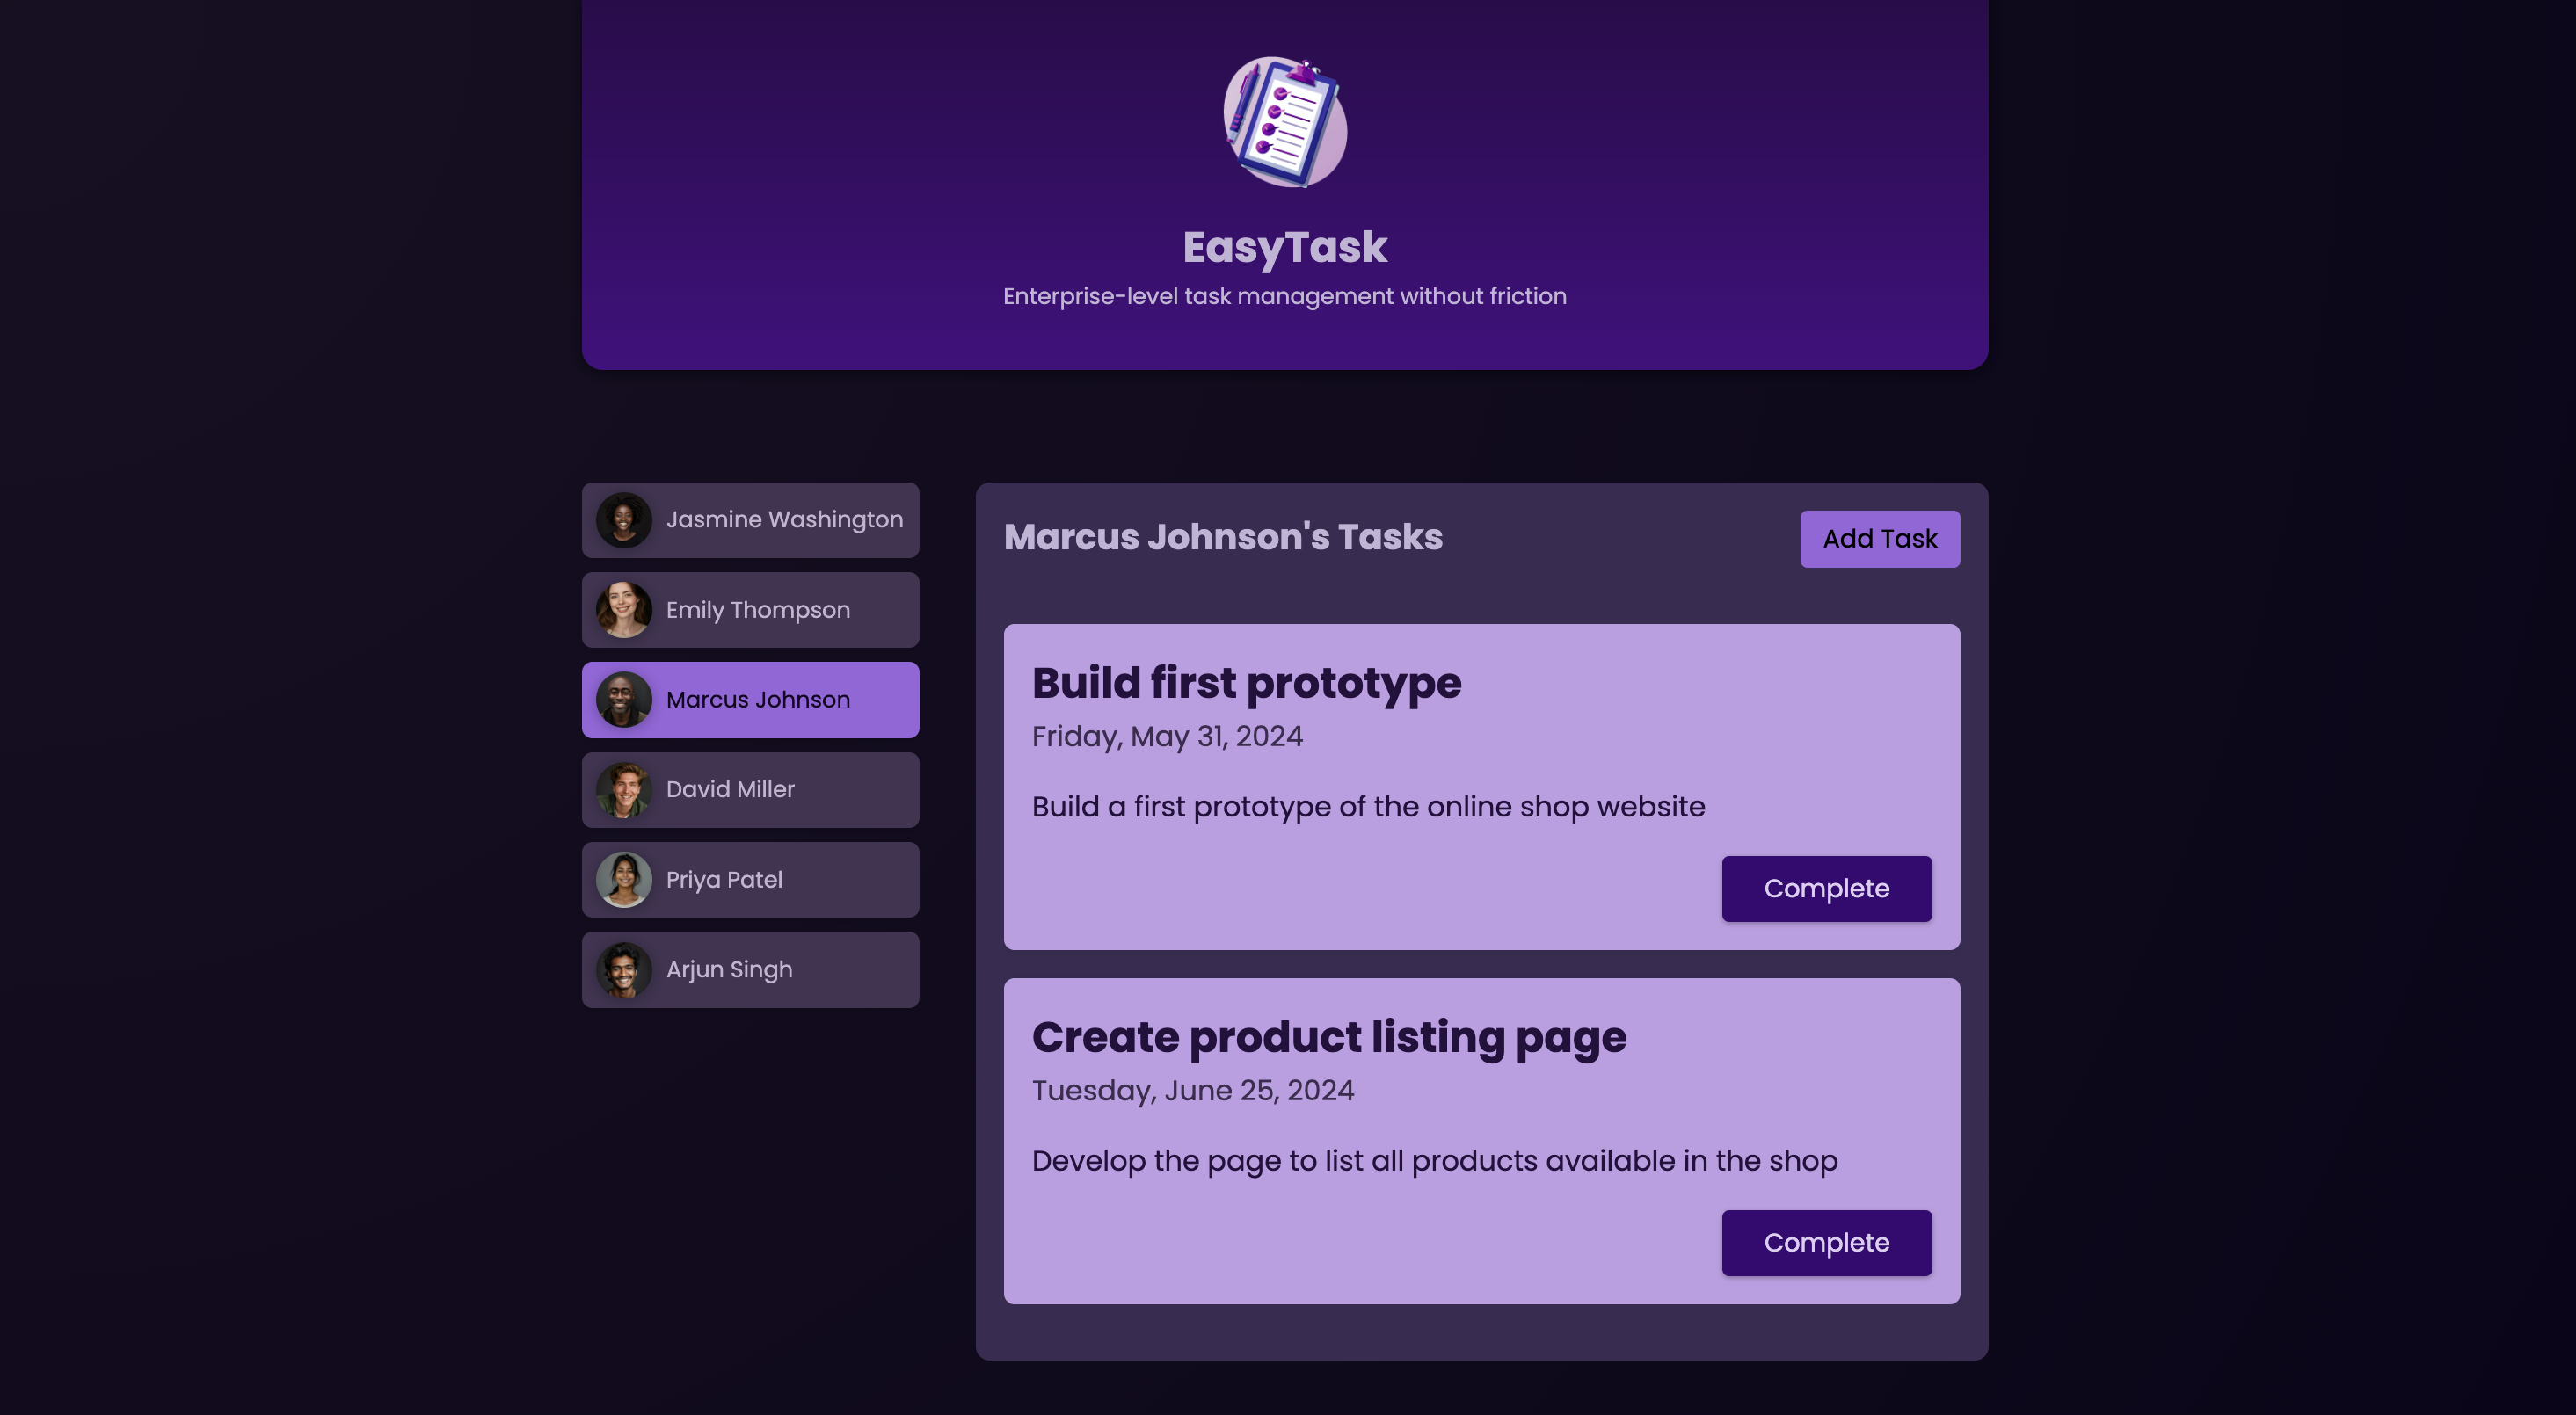 EasyTask
Enterprise-level task management without friction
Jasmine Washington
Emily Thompson
Marcus Johnson
David Miller
Priya Patel
Arjun Singh
Marcus Johnson's Tasks
Add Task
Build first prototype
Friday, May 31, 2024
Build a first prototype of the online shop website
Complete
Create product listing page
Tuesday, June 25, 2024
Develop the page to list all products available in the shop
Complete